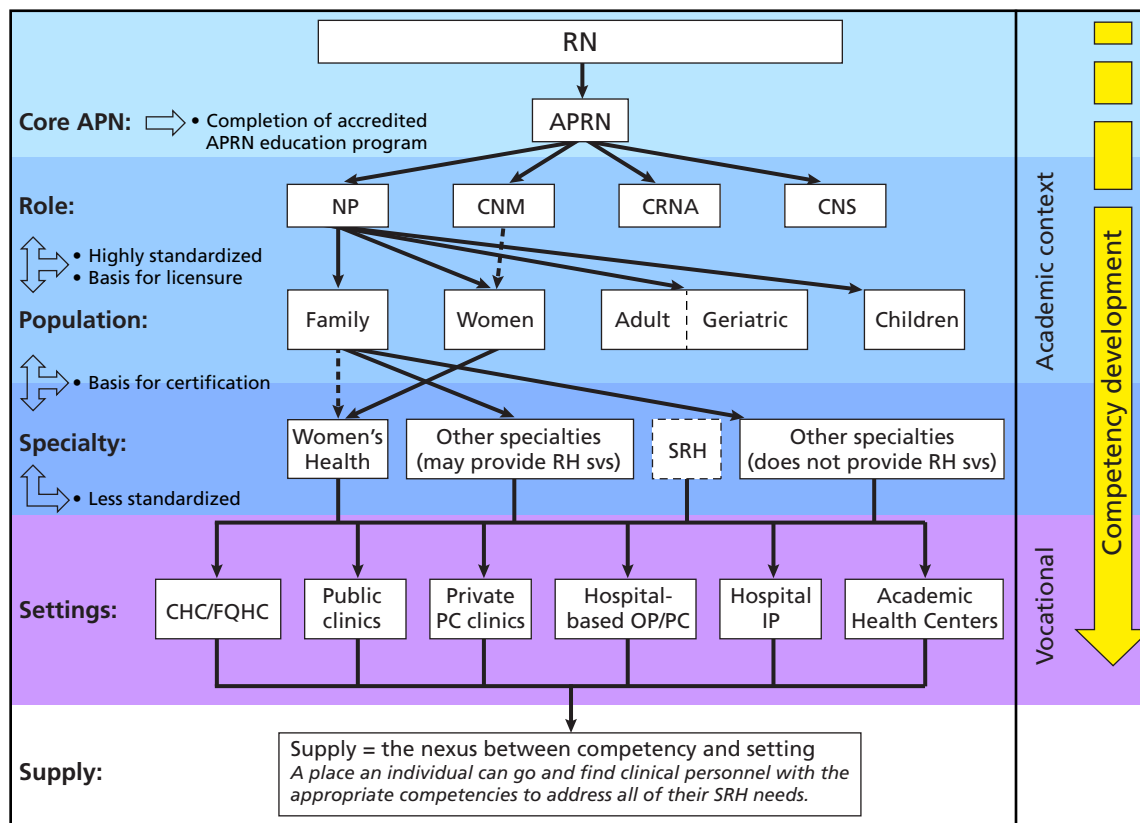 RN
Core APN:
• Completion of accredited
APRN education program
APRN
Role:
NP
CNM
CRNA
CNS
• Highly standardized
• Basis for licensure
Population:
Family
Women
Adult
Geriatric
Children
• Basis for certification
Specialty:
Women's
Health
Other specialties
(may provide RH svs)
SRH
Other specialties
(does not provide RH svs)
• Less standardized
Settings:
CHC/FQHC
Public
clinics
Private
PC clinics
Hospital-
based OP/PC
Hospital
IP
Academic
Health Centers
Supply:
Supply = the nexus between competency and setting
A place an individual can go and find clinical personnel with the
appropriate competencies to address all of their SRH needs.
Academic context
Vocational
Competency development